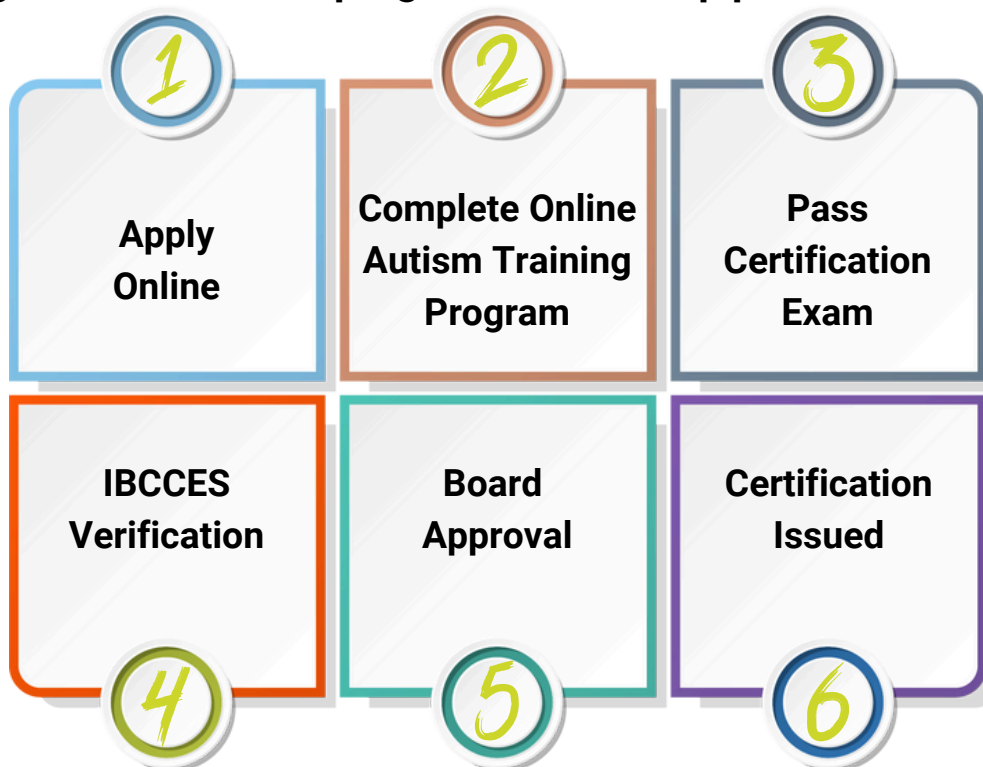 1
2
3
Apply
Online
Complete Online
Autism Training
Program
Pass
Certification
Exam
IBCCES
Verification
Board
Approval
Certification
Issued
4
5
6